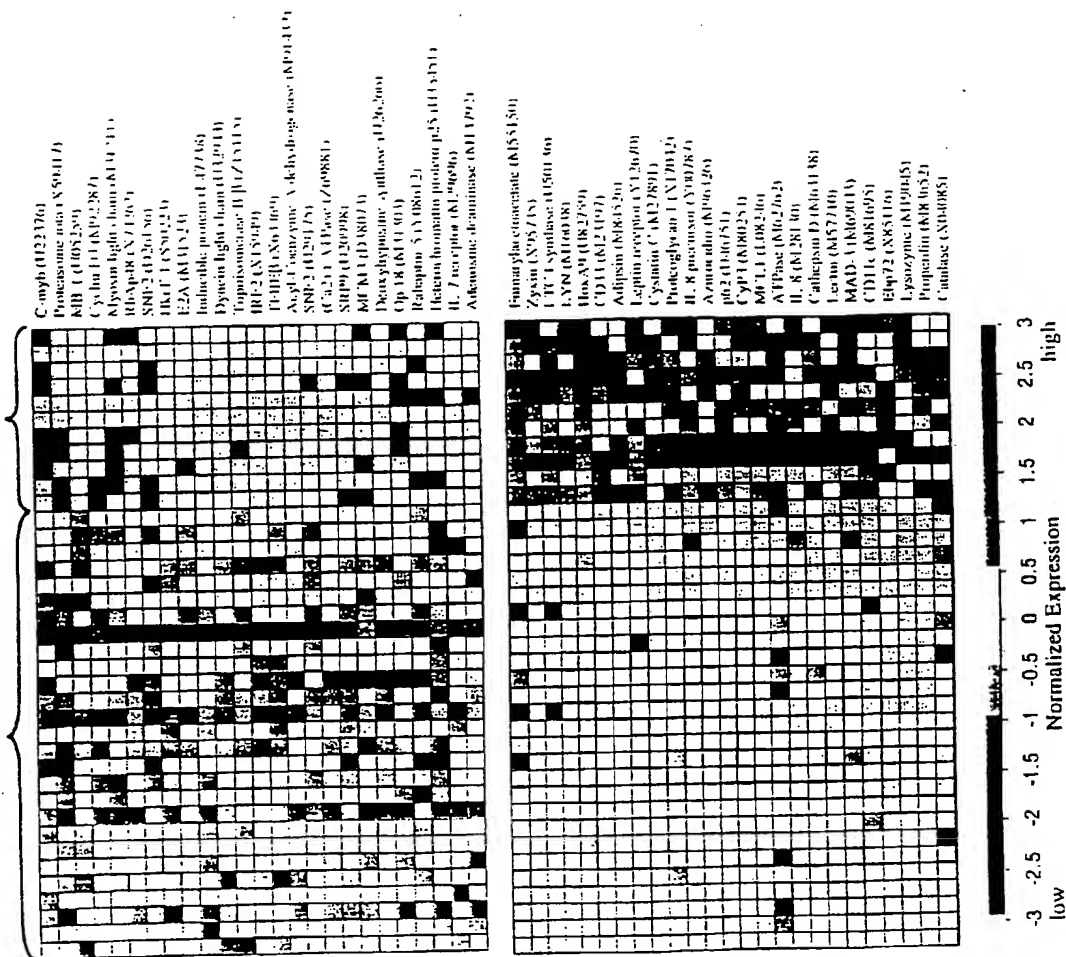 C-myb (U22376)
Proteasome iota (X59417)
MB-1 (U05259)
Cyclin D3 (M92287)
Myosin light chain (M31211)
RbAp48 (X74262)
SNF2 (D26156)
HkrT-1 (S50223)
E2A (M31523)
Inducible protein (L47738)
Dynein light chain (U32944)
Topoisomerase II β (Z15115)
IRF2 (X15949)
TFIIEβ (X63469)
Acyl-Coenzyme A dehydrogenase (M91432)
SNF2 (U29175)
(Ca2+)-ATPase (Z69881)
SRP9 (U20998)
MCM3 (D38073)
Deoxyhypusine synthase (U26266)
Op 18 (M31303)
Rabaptin-5 (Y08612)
Heterochromatin protein p25 (U35451)
IL-7 receptor (M29696)
Adenosine deaminase (M13792)
Fumarylacetoacetate (M55150)
Zyxin (X95735)
LTC4 synthase (U50136)
LYN (M16038)
HoxA9 (U82759)
CD33 (M23197)
Adipsin (M84526)
Leptin receptor (Y12670)
Cystatin C (M27891)
Proteoglycan 1 (X17042)
IL-8 precursor (Y00787)
Azurocidin (M96326)
p62 (U46751)
CyP3 (M80254)
MCL1 (L08246)
ATPase (M62762)
IL-8 (M28130)
Cathepsin D (M63138)
Lectin (M57710)
MAD-3 (M69043)
CD11c (M81695)
Ebp72 (X85116)
Lysozyme (M19045)
Properdin (M83652)
Catalase (X04085)
-3 -2.5 -2 -1.5 -1 -0.5 0 0.5 1 1.5 2 2.5 3
low Normalized Expression high